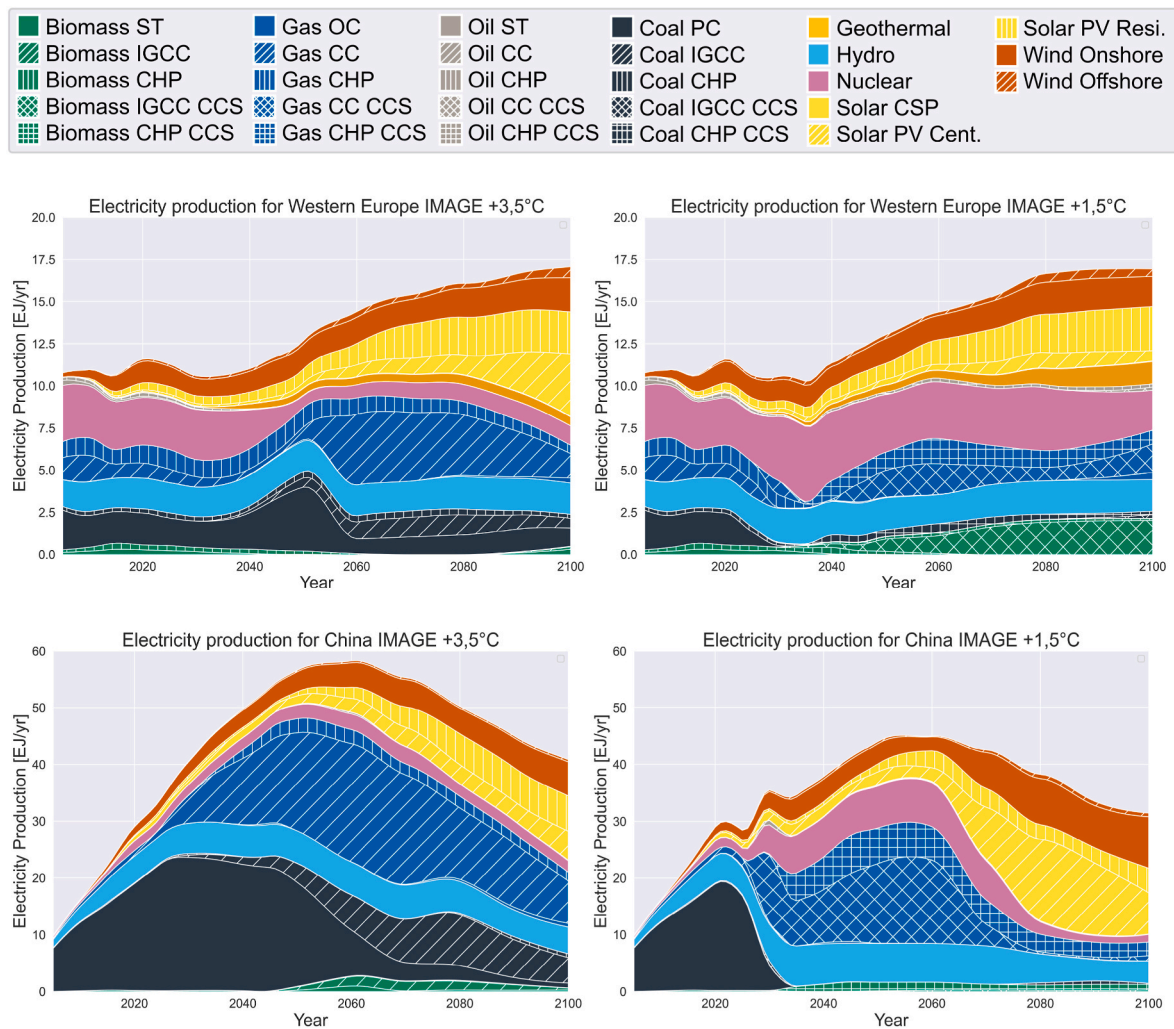 Biomass ST Gas OC Oil ST Coal PC Geothermal Solar PV Resi.
Biomass IGCC Gas CC Oil CC Coal IGCC Hydro Wind Onshore
Biomass CHP Gas CHP Oil CHP Coal CHP Nuclear Wind Offshore
Biomass IGCC CCS Gas CC CCS Oil CC CCS Coal IGCC CCS Solar CSP
Biomass CHP CCS Gas CHP CCS Oil CHP CCS Coal CHP CCS Solar PV Cent.
Electricity production for Western Europe IMAGE +3,5°C
20.0
17.5
15.0
12.5
10.0
7.5
5.0
2.5
0.0
Electricity Production [EJ/yr]
2020 2040 2060 2080 2100
Year
Electricity production for Western Europe IMAGE +1,5°C
20.0
17.5
15.0
12.5
10.0
7.5
5.0
2.5
0.0
Electricity Production [EJ/yr]
2020 2040 2060 2080 2100
Year
Electricity production for China IMAGE +3,5°C
60
50
40
30
20
10
0
Electricity Production [EJ/yr]
2020 2040 2060 2080 2100
Year
Electricity production for China IMAGE +1,5°C
60
50
40
30
20
10
0
Electricity Production [EJ/yr]
2020 2040 2060 2080 2100
Year